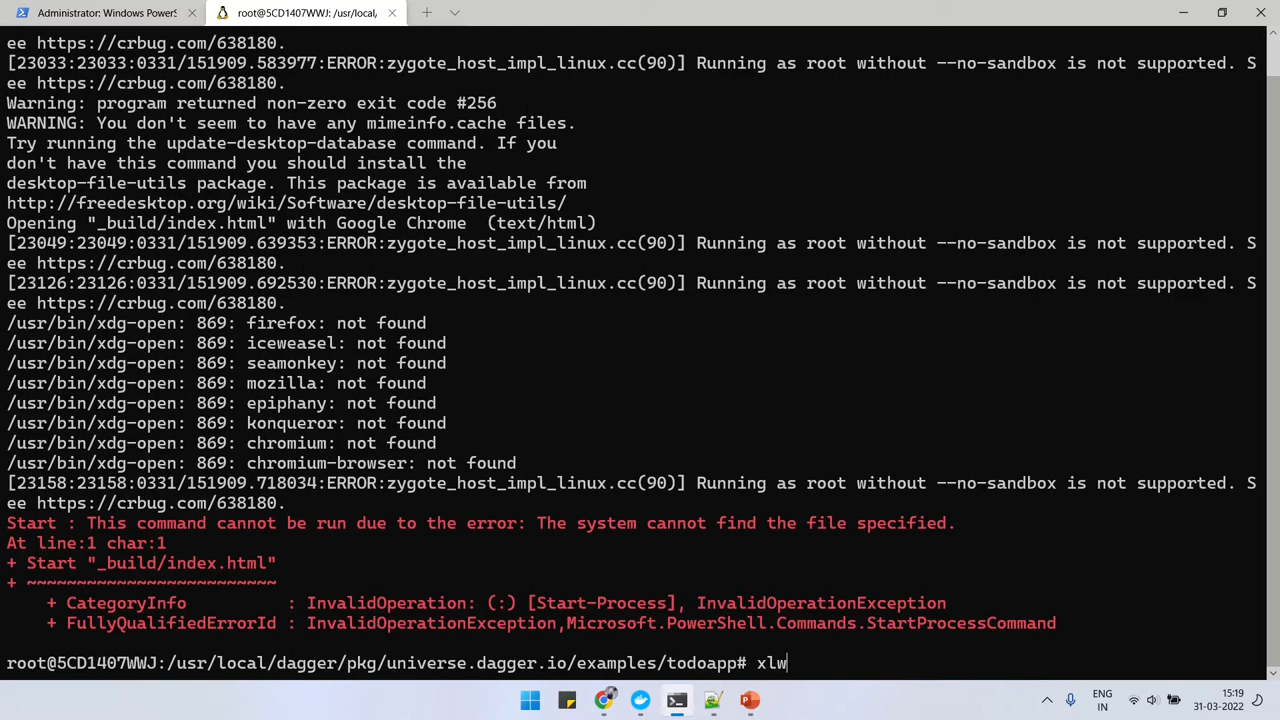 Administrator: Windows PowerS
root@5CD1407WWJ: /usr/local,
ee https://crbug.com/638180.
[23033:23033:0331/151909.583977:ERROR:zygote_host_impl_linux.cc(90)] Running as root without --no-sandbox is not supported. S
ee https://crbug.com/638180.
Warning: program returned non-zero exit code #256
WARNING: You don't seem to have any mimeinfo.cache files.
Try running the update-desktop-database command. If you
don't have this command you should install the
desktop-file-utils package. This package is available from
http://freedesktop.org/wiki/Software/desktop-file-utils/
Opening "_build/index.html" with Google Chrome  (text/html)
[23049:23049:0331/151909.639353:ERROR:zygote_host_impl_linux.cc(90)] Running as root without --no-sandbox is not supported. S
ee https://crbug.com/638180.
[23126:23126:0331/151909.692530:ERROR:zygote_host_impl_linux.cc(90)] Running as root without --no-sandbox is not supported. S
ee https://crbug.com/638180.
/usr/bin/xdg-open: 869: firefox: not found
/usr/bin/xdg-open: 869: iceweasel: not found
/usr/bin/xdg-open: 869: seamonkey: not found
/usr/bin/xdg-open: 869: mozilla: not found
/usr/bin/xdg-open: 869: epiphany: not found
/usr/bin/xdg-open: 869: konqueror: not found
/usr/bin/xdg-open: 869: chromium: not found
/usr/bin/xdg-open: 869: chromium-browser: not found
[23158:23158:0331/151909.718034:ERROR:zygote_host_impl_linux.cc(90)] Running as root without --no-sandbox is not supported. S
ee https://crbug.com/638180.
Start : This command cannot be run due to the error: The system cannot find the file specified.
At line:1 char:1
+ Start "_build/index.html"
+ ~~~~~~~~~~~~~~~~~~~~~~~~~
    + CategoryInfo          : InvalidOperation: (:) [Start-Process], InvalidOperationException
    + FullyQualifiedErrorId : InvalidOperationException,Microsoft.PowerShell.Commands.StartProcessCommand
root@5CD1407WWJ:/usr/local/dagger/pkg/universe.dagger.io/examples/todoapp# xlw
ENG
IN
15:19
31-03-2022